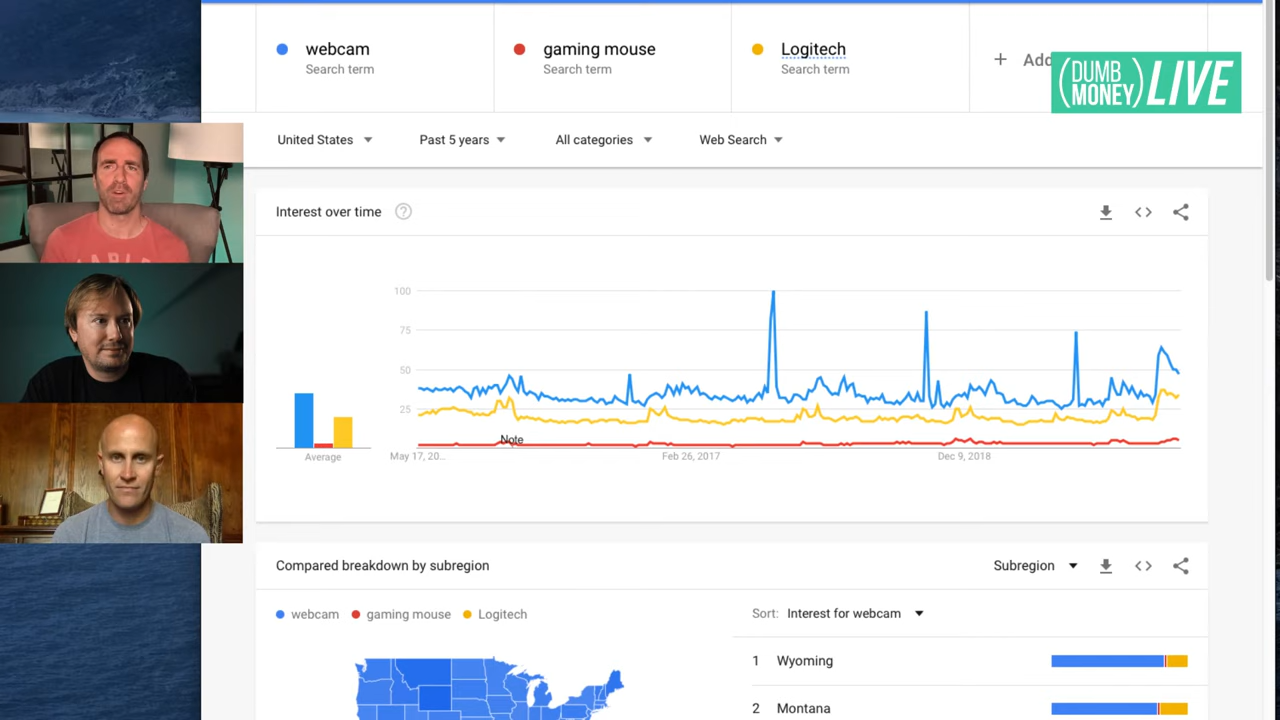 webcam
Search term
gaming mouse
Search term
Logitech
Search term
+ Add
(DUMB MONEY) LIVE
United States
Past 5 years
All categories
Web Search
Interest over time
?
100
75
50
25
Note
Average
May 17, 20...
Feb 26, 2017
Dec 9, 2018
Compared breakdown by subregion
Subregion
webcam
gaming mouse
Logitech
Sort: Interest for webcam
1 Wyoming
2 Montana